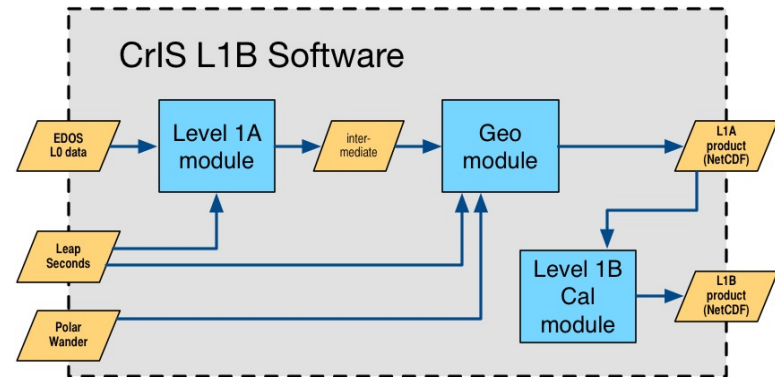 CrIS L1B Software
EDOS
L0 data
Level 1A
module
inter-
mediate
Geo
module
L1A
product
(NetCDF)
Leap
Seconds
Level 1B
Cal
module
L1B
product
(NetCDF)
Polar
Wander